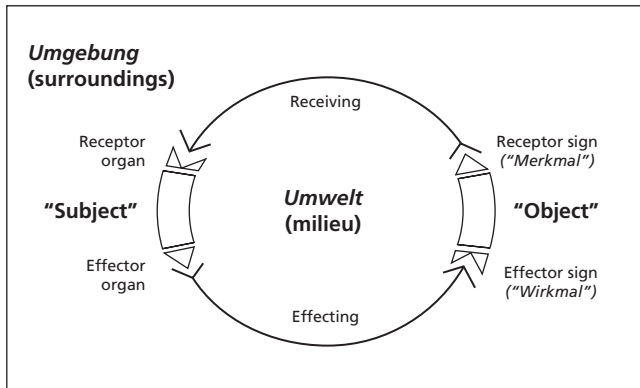 Umgebung
(surroundings)
Receiving
Receptor
organ
Receptor sign
("Merkmal")
"Subject"
Umwelt
(milieu)
"Object"
Effector
organ
Effector sign
("Wirkmal")
Effecting